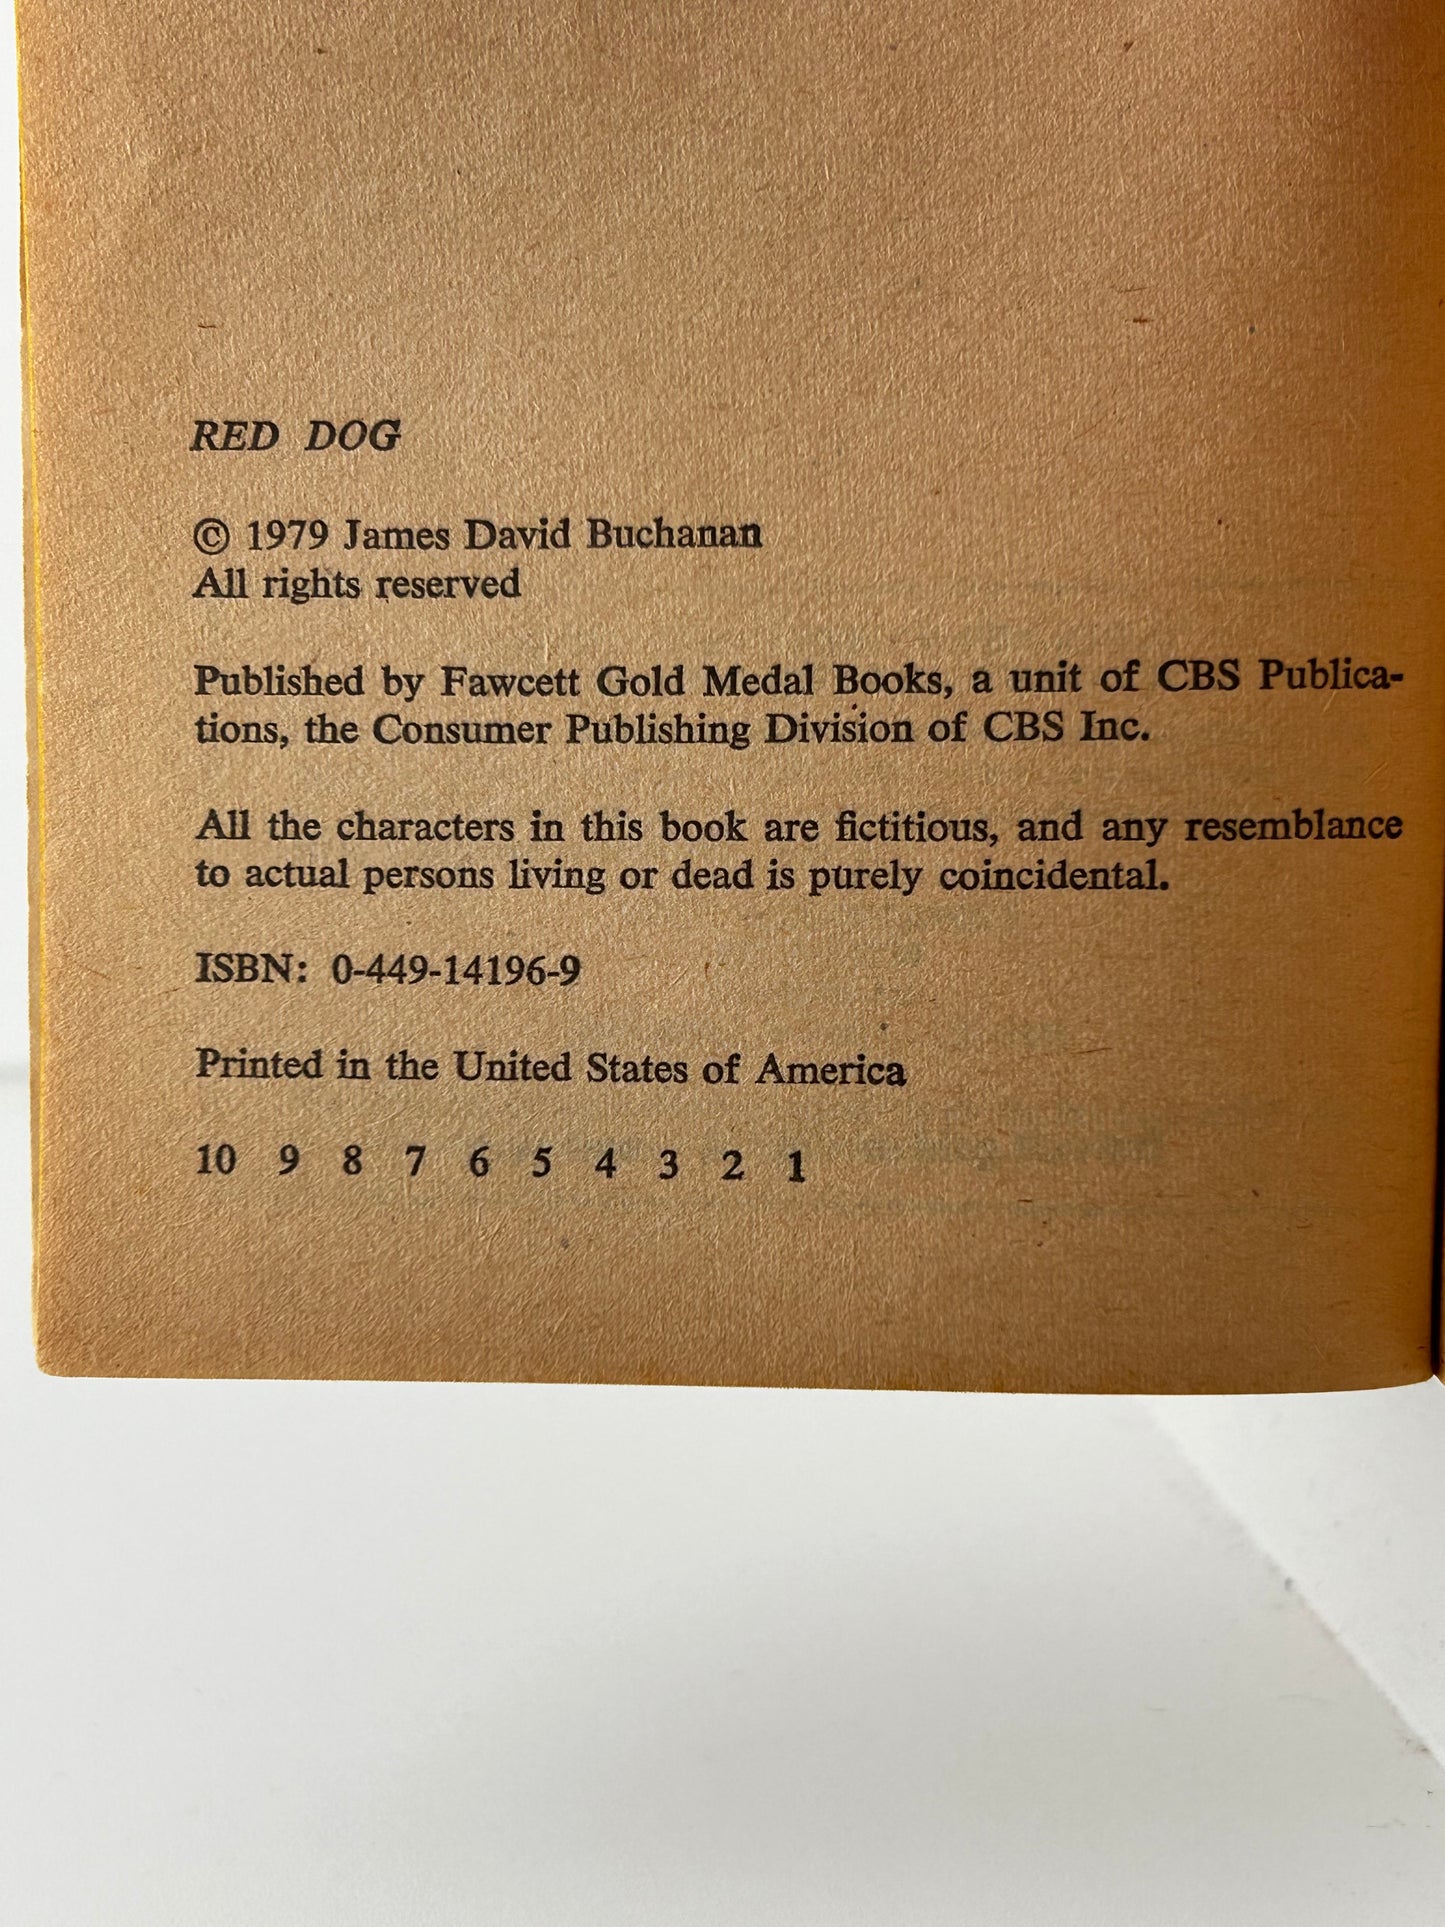 RED DOG
© 1979 James David Buchanan
All rights reserved
Published by Fawcett Gold Medal Books, a unit of CBS Publica-
tions, the Consumer Publishing Division of CBS Inc.
All the characters in this book are fictitious, and any resemblance
to actual persons living or dead is purely coincidental.
ISBN: 0-449-14196-9
Printed in the United States of America
10 9 8 7 6 5 4 3 2 1